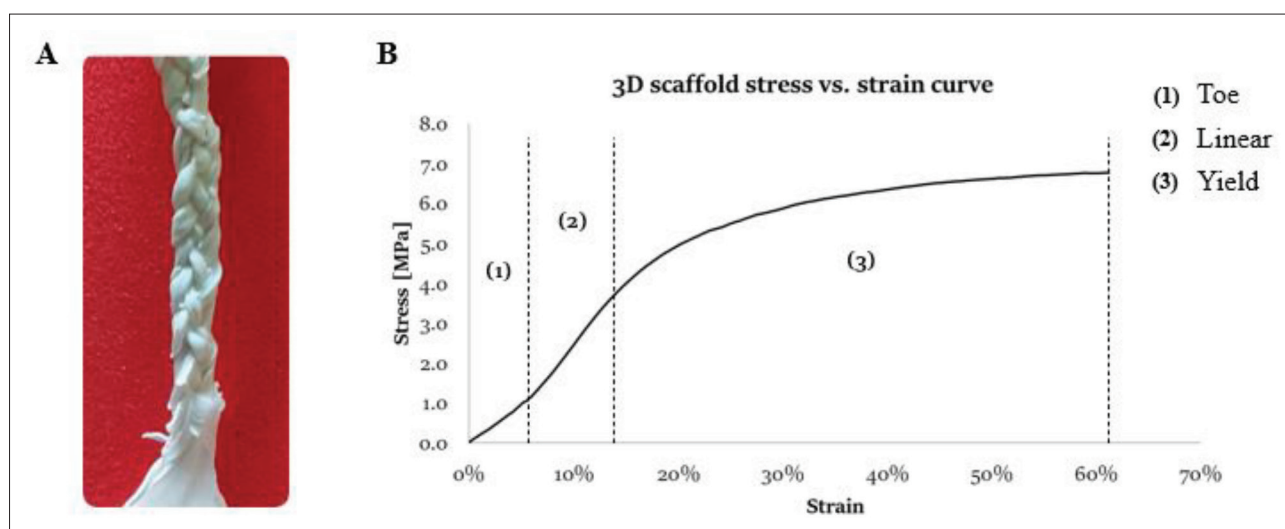 A
B
3D scaffold stress vs. strain curve
(1) Toe
(2) Linear
(3) Yield
8.0
7.0
6.0
5.0
4.0
3.0
2.0
1.0
0.0
Stress [MPa]
(1)
(2)
(3)
0%
10%
20%
30%
40%
50%
60%
70%
Strain